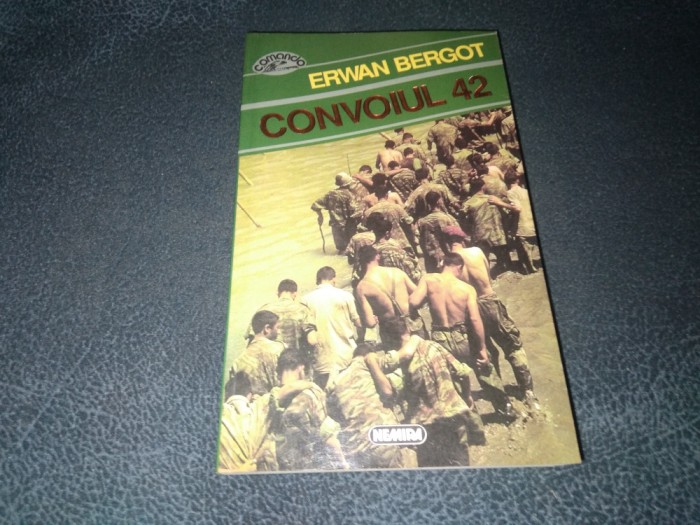 comando
ERWAN BERGOT
CONVOIUL 42
NEMIRA